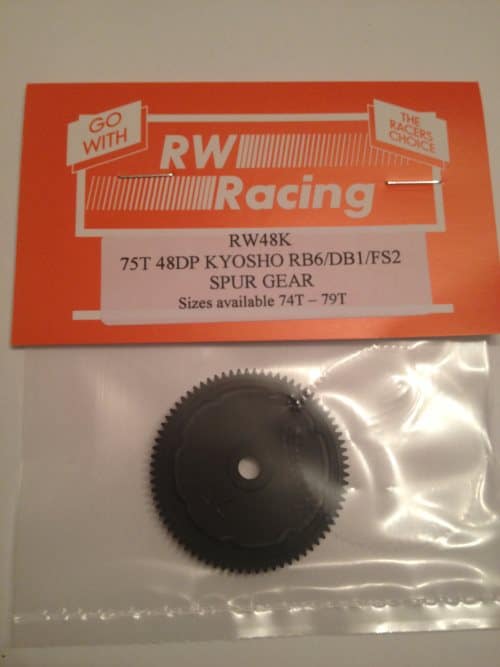 GO
WITH
THE
RACERS
CHOICE
RW
Racing
RW48K
75T 48DP KYOSHO RB6/DB1/FS2
SPUR GEAR
Sizes available 74T – 79T